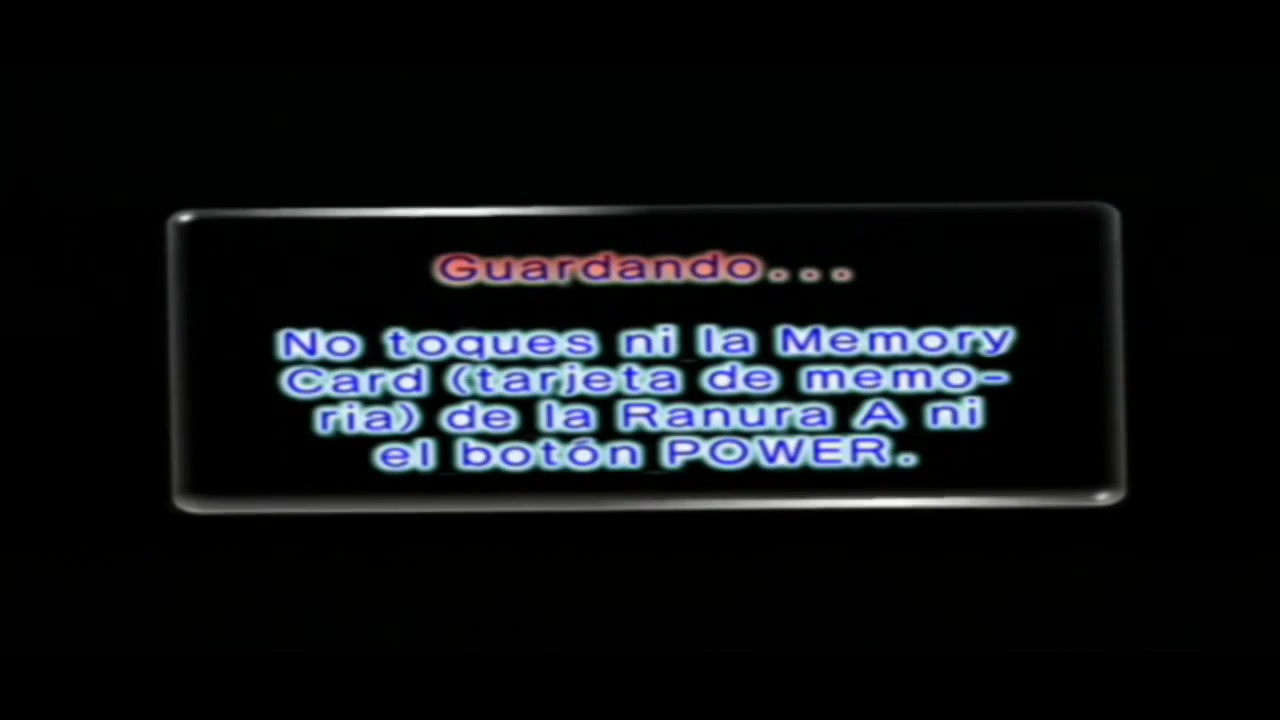 Guardando...
No toques ni la Memory
Card (tarjeta de memo-
ria) de la Ranura A ni
el botón POWER.